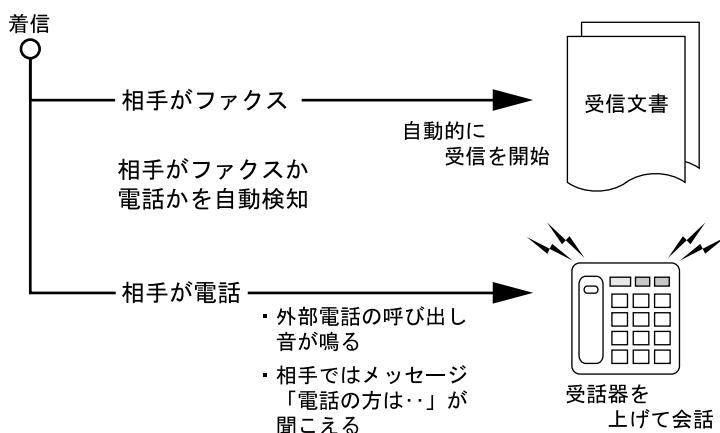 着信
相手がファクス
受信文書
自動的に
受信を開始
相手がファクスか
電話かを自動検知
相手が電話
・外部電話の呼び出し
音が鳴る
・相手ではメッセージ
「電話の方は‥」が
聞こえる
受話器を
上げて会話